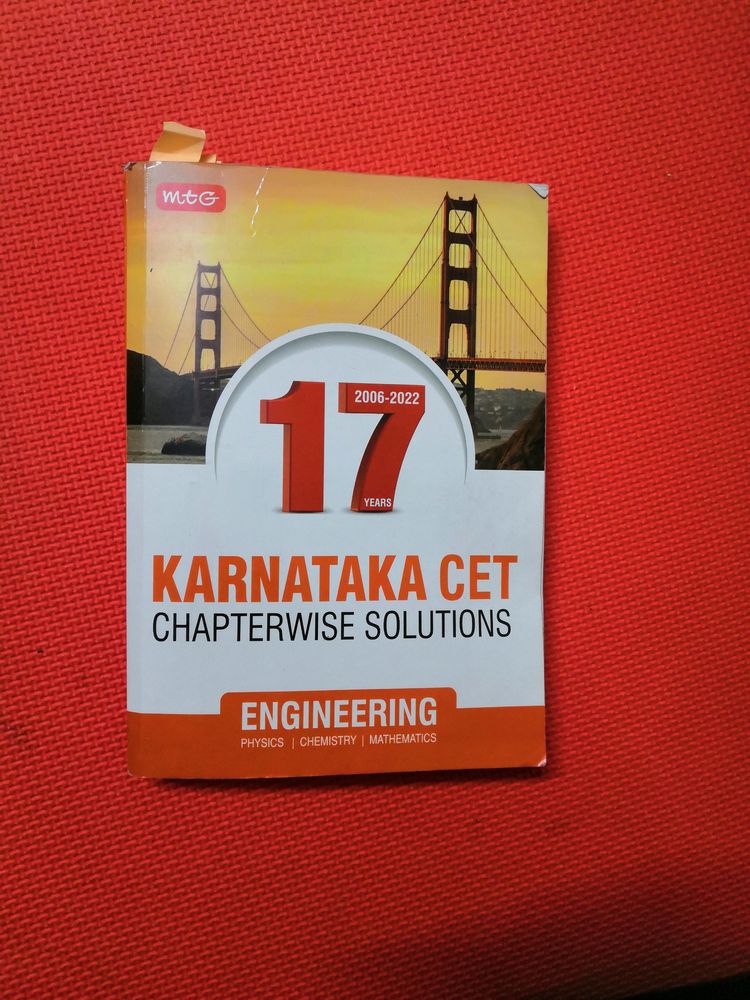 mtG
17
2006-2022
YEARS
KARNATAKA CET
CHAPTERWISE SOLUTIONS
ENGINEERING
PHYSICS | CHEMISTRY | MATHEMATICS